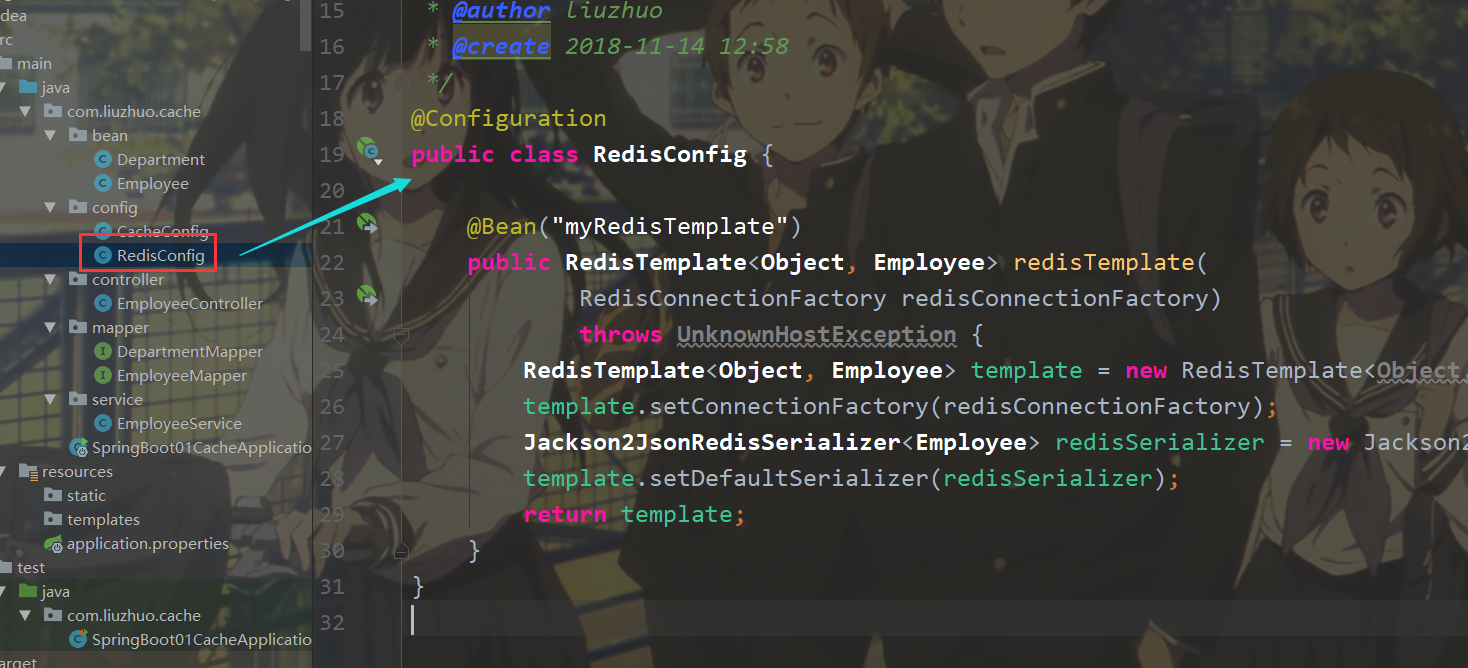 dea
rc
main
java
com.liuzhuo.cache
bean
Department
Employee
config
CacheConfig
RedisConfig
controller
EmployeeController
mapper
DepartmentMapper
EmployeeMapper
service
EmployeeService
SpringBoot01CacheApplicatio
resources
static
templates
application.properties
test
java
com.liuzhuo.cache
SpringBoot01CacheApplicatio
arget
15 * @author liuzhuo
16 * @create 2018-11-14 12:58
17 */
18 @Configuration
19 public class RedisConfig {
20
21 @Bean("myRedisTemplate")
22 public RedisTemplate<Object, Employee> redisTemplate(
23 RedisConnectionFactory redisConnectionFactory)
24 throws UnknownHostException {
25 RedisTemplate<Object, Employee> template = new RedisTemplate<Object,
26 template.setConnectionFactory(redisConnectionFactory);
27 Jackson2JsonRedisSerializer<Employee> redisSerializer = new Jackson2
28 template.setDefaultSerializer(redisSerializer);
29 return template;
30 }
31 }
32